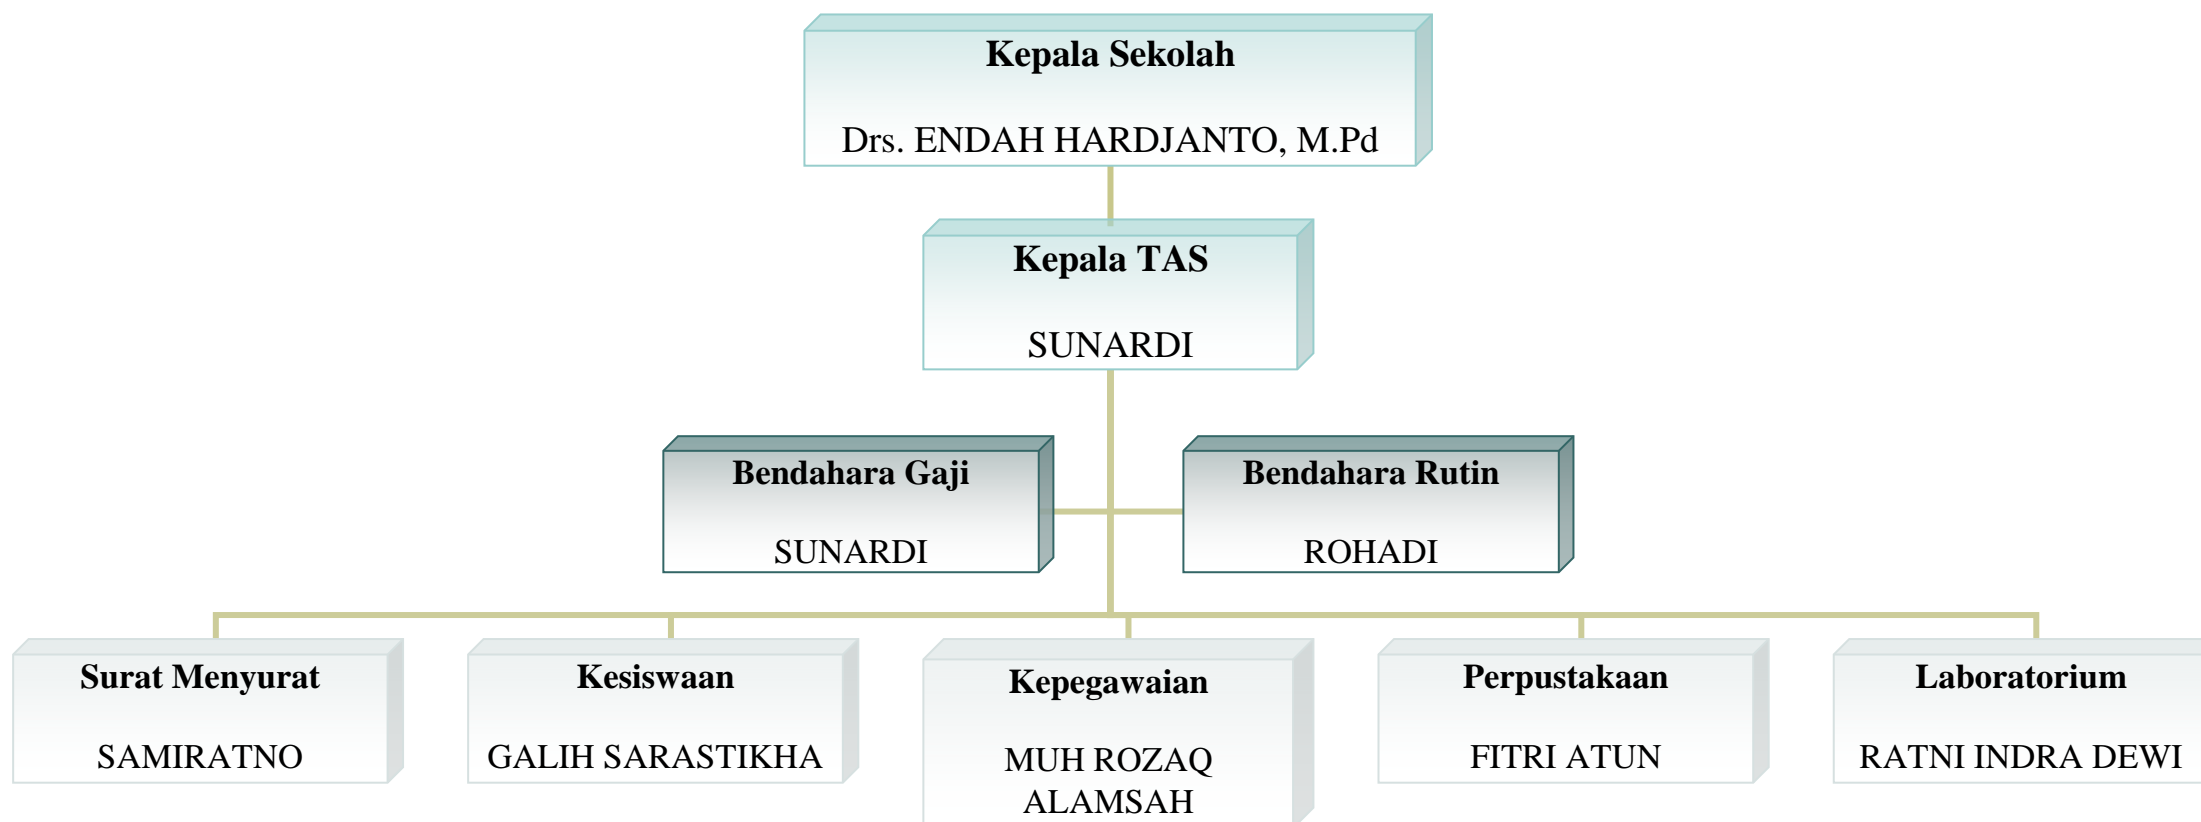 Kepala Sekolah
Drs. ENDAH HARDJANTO, M.Pd
Kepala TAS
SUNARDI
Bendahara Gaji
SUNARDI
Bendahara Rutin
ROHADI
Surat Menyurat
SAMIRATNO
Kesiswaan
GALIH SARASTIKHA
Kepegawaian
MUH ROZAQ
ALAMSAH
Perpustakaan
FITRI ATUN
Laboratorium
RATNI INDRA DEWI